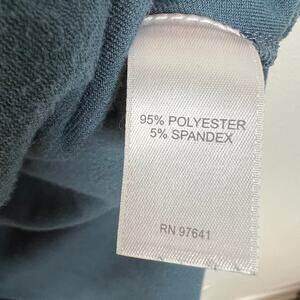 95% POLYESTER
5% SPANDEX
RN 97641